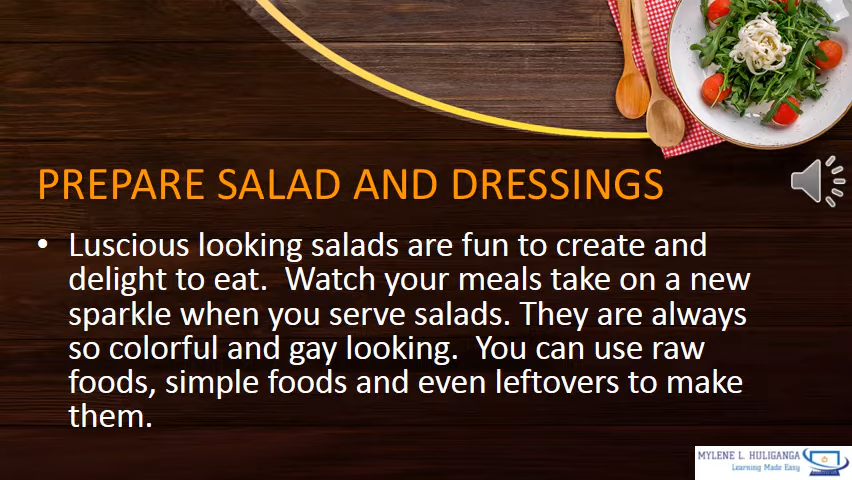 PREPARE SALAD AND DRESSINGS
• Luscious looking salads are fun to create and
delight to eat.  Watch your meals take on a new
sparkle when you serve salads. They are always
so colorful and gay looking.  You can use raw
foods, simple foods and even leftovers to make
them.
MYLENE L. HULIGANGA
Learning Made Easy